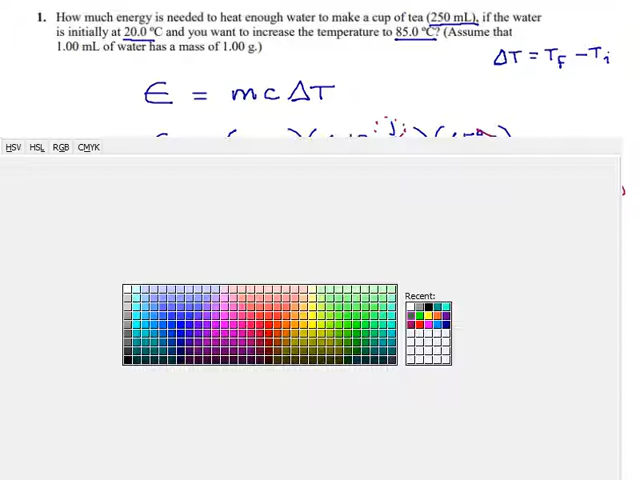 1. How much energy is needed to heat enough water to make a cup of tea (250 mL), if the water
is initially at 20.0 ºC and you want to increase the temperature to 85.0 ºC? (Assume that
1.00 mL of water has a mass of 1.00 g.)
ΔT = TF - Ti
E = mcΔT
HSV HSL RGB CMYK
Recent: